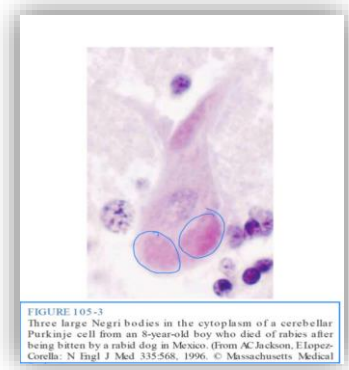 FIGURE 105-3
Three large Negri bodies in the cytoplasm of a cerebellar
Purkinje cell from an 8-year-old boy who died of rabies after
being bitten by a rabid dog in Mexico. (From AC Jackson, E Lopez-
Corella: N Engl J Med 335:568, 1996. © Massachusetts Medical